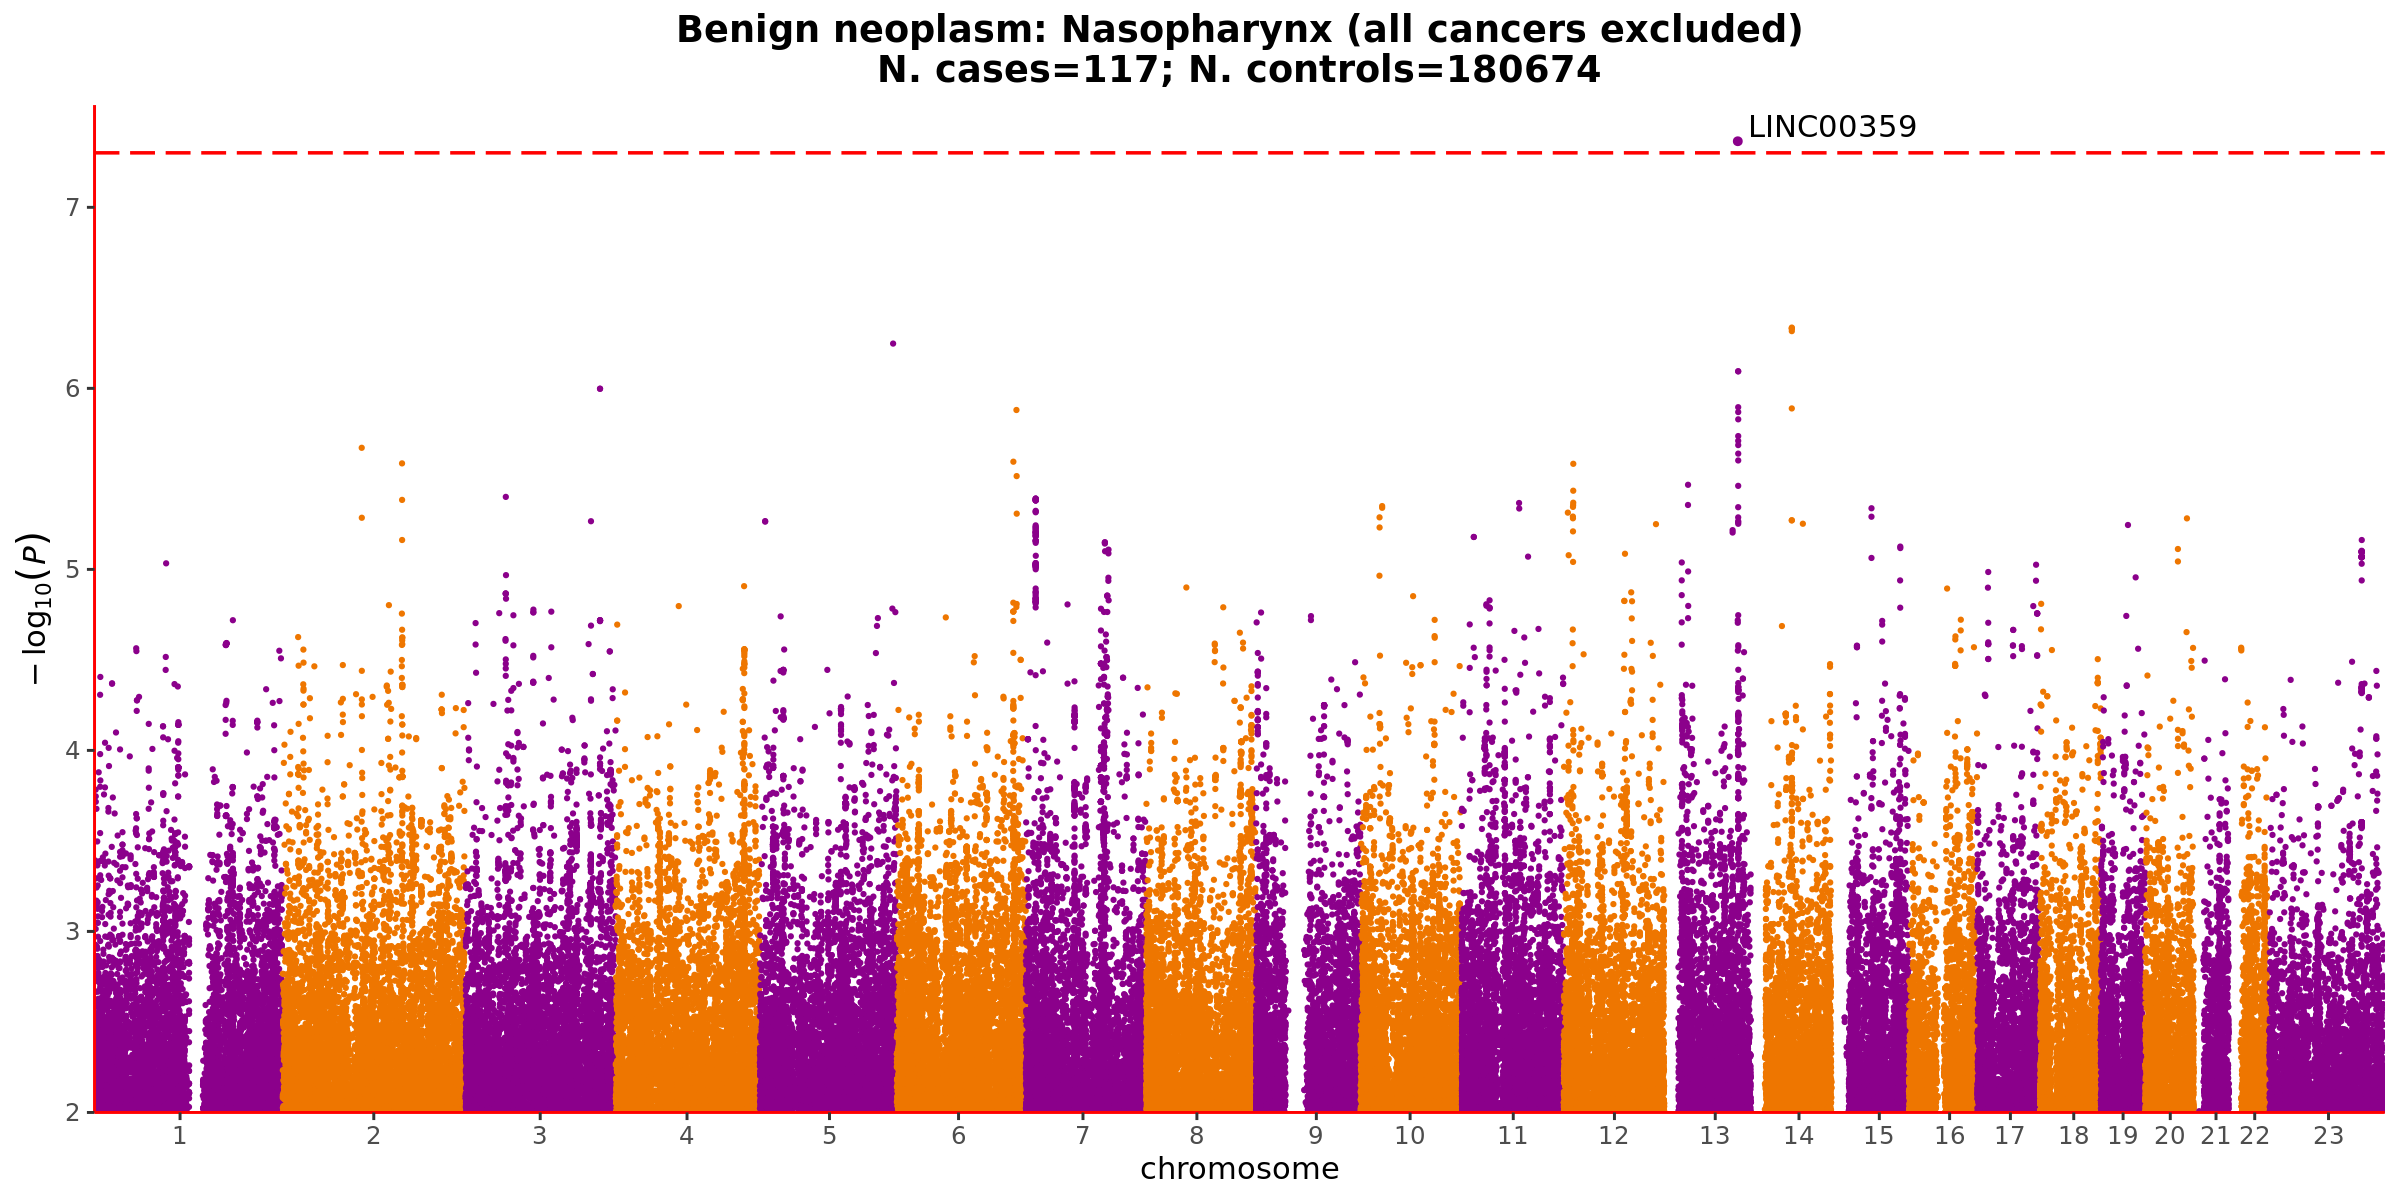 Benign neoplasm: Nasopharynx (all cancers excluded)
N. cases=117; N. controls=180674
LINC00359
7
6
5
4
3
2
−log10(P)
1 2 3 4 5 6 7 8 9 10 11 12 13 14 15 16 17 18 19 20 21 22 23
chromosome